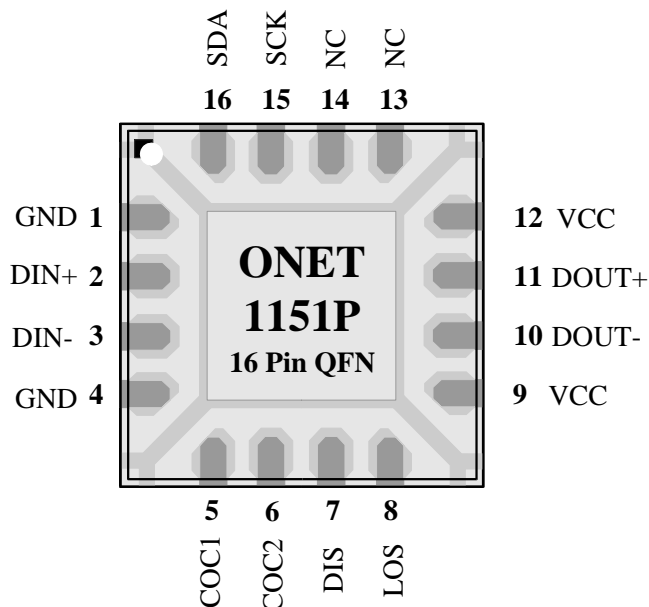 SDA SCK NC NC
16 15 14 13
GND 1
DIN+ 2
DIN- 3
GND 4
ONET
1151P
16 Pin QFN
12 VCC
11 DOUT+
10 DOUT-
9 VCC
5 6 7 8
COC1 COC2 DIS LOS